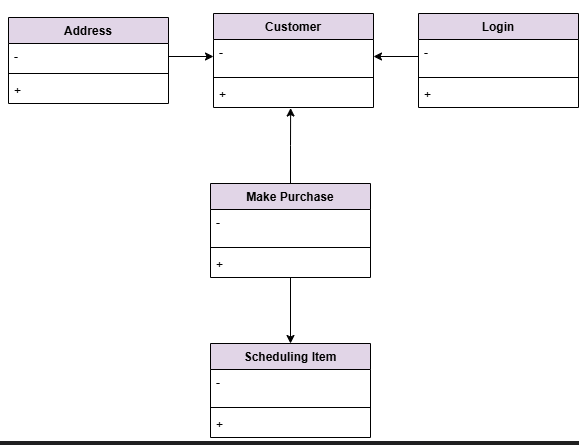 Address
-
+
Customer
-
+
Login
-
+
Make Purchase
-
+
Scheduling Item
-
+